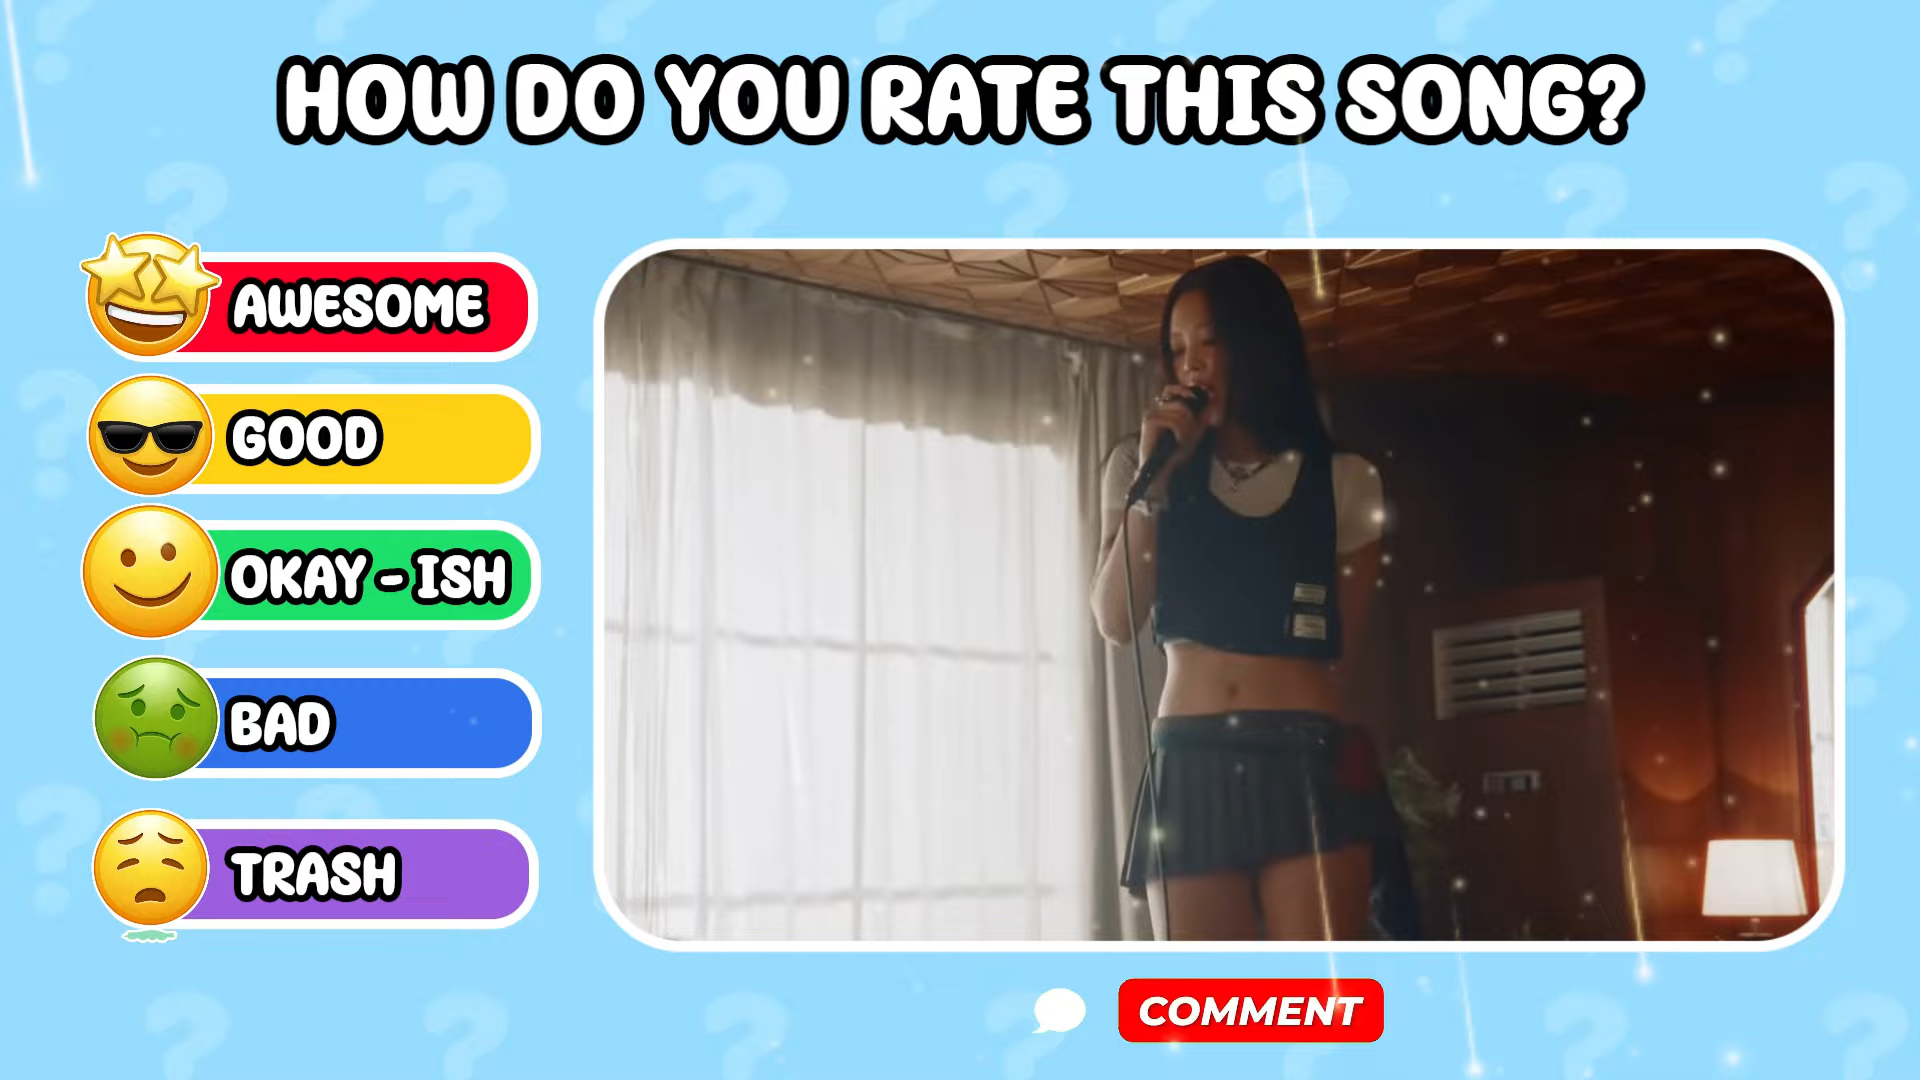 HOW DO YOU RATE THIS SONG?
AWESOME
GOOD
OKAY - ISH
BAD
TRASH
COMMENT